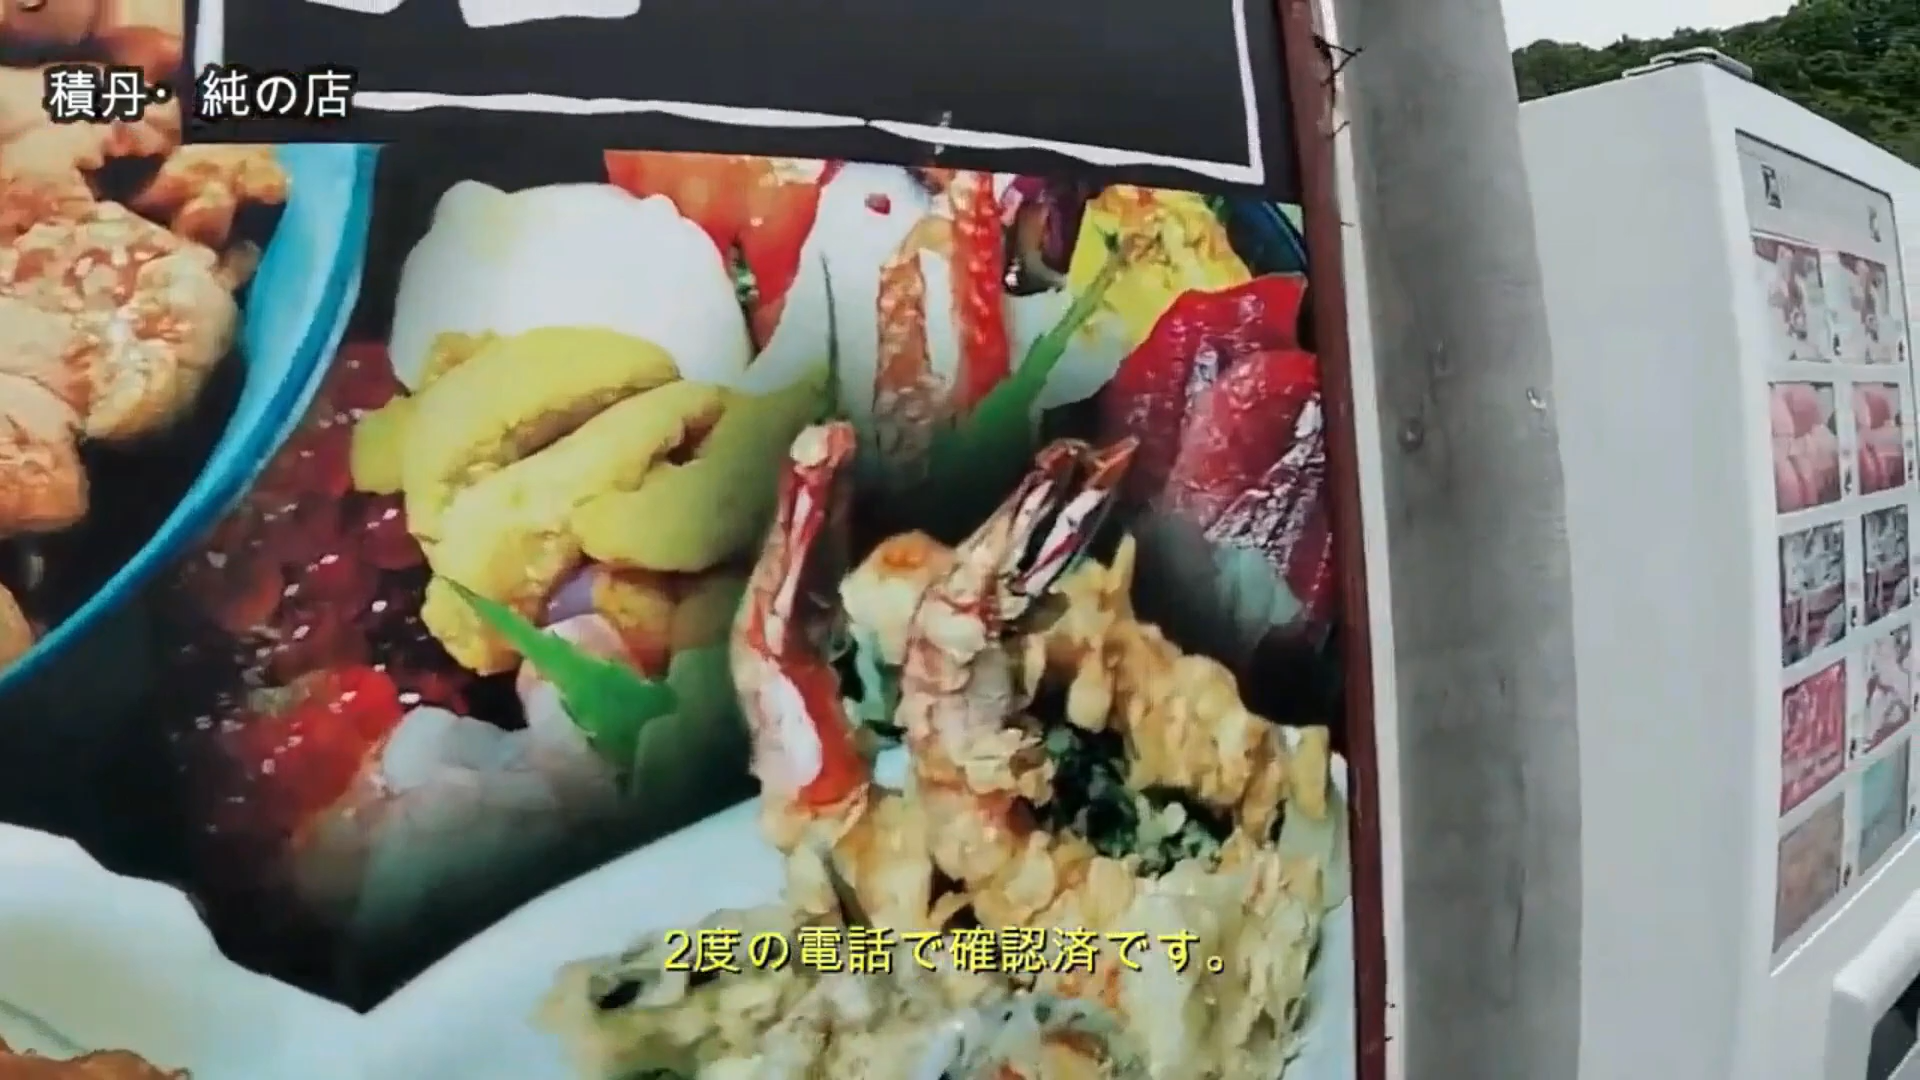 積丹・ 純の店
2度の電話で確認済です。